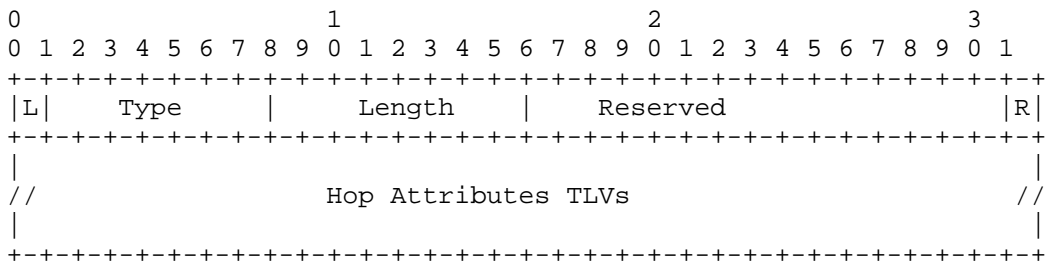 0                   1                   2                   3
0 1 2 3 4 5 6 7 8 9 0 1 2 3 4 5 6 7 8 9 0 1 2 3 4 5 6 7 8 9 0 1
+-+-+-+-+-+-+-+-+-+-+-+-+-+-+-+-+-+-+-+-+-+-+-+-+-+-+-+-+-+-+-+-+
|L|    Type     |     Length    |    Reserved                 |R|
+-+-+-+-+-+-+-+-+-+-+-+-+-+-+-+-+-+-+-+-+-+-+-+-+-+-+-+-+-+-+-+-+
|                                                               |
//                  Hop Attributes TLVs                        //
|                                                               |
+-+-+-+-+-+-+-+-+-+-+-+-+-+-+-+-+-+-+-+-+-+-+-+-+-+-+-+-+-+-+-+-+